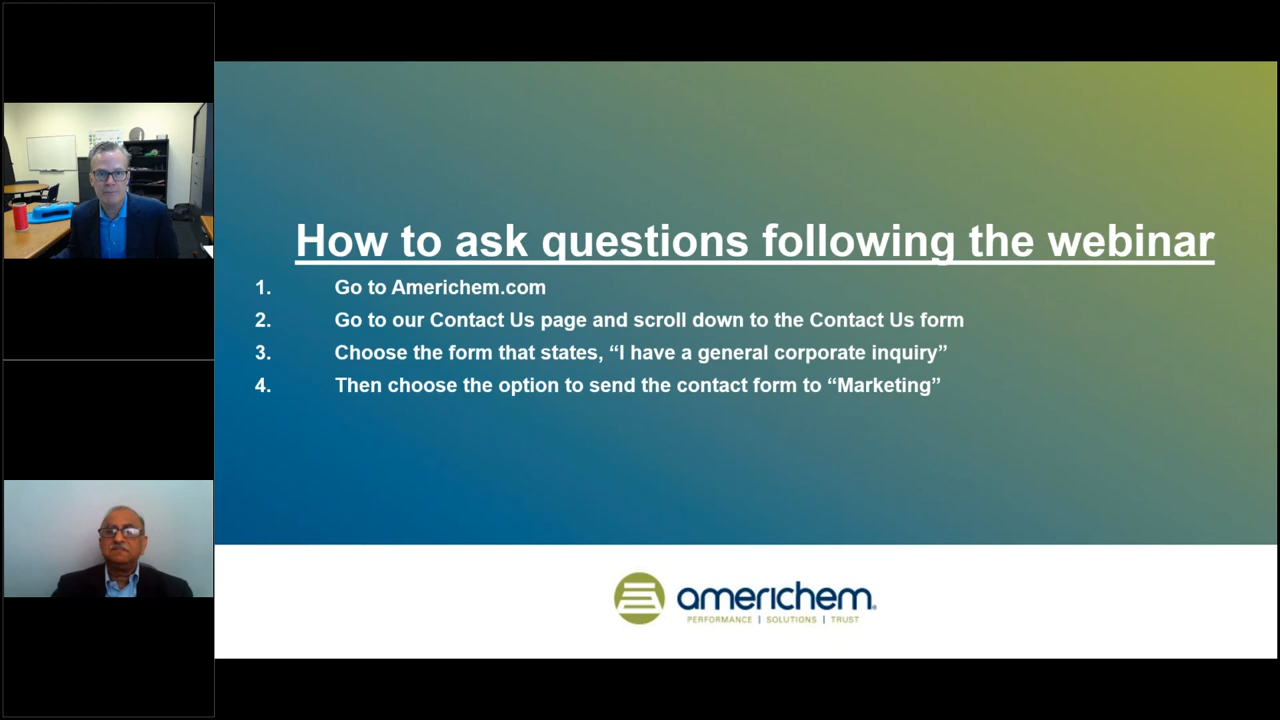 How to ask questions following the webinar
1. Go to Americhem.com
2. Go to our Contact Us page and scroll down to the Contact Us form
3. Choose the form that states, “I have a general corporate inquiry”
4. Then choose the option to send the contact form to “Marketing”
americhem.
PERFORMANCE | SOLUTIONS | TRUST